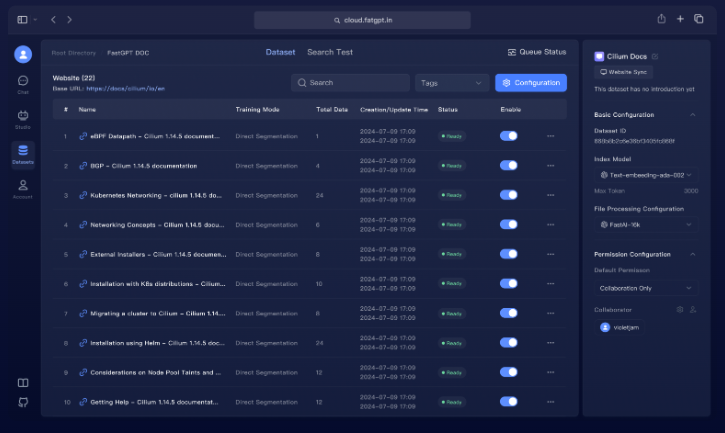 cloud.fatgpt.in
Root Directory FastGPT DOC
Dataset Search Test
Queue Status
Website (22)
Base URL: https://docs/cilium/io/en
Search
Tags
Configuration
# Name Training Mode Total Data Creation/Update Time Status Enable
1 eBPF Datapath – Cilium 1.14.5 document... Direct Segmentation 1 2024-07-09 17:09 Ready
2024-07-09 17:09
2 BGP – Cilium 1.14.5 documentation Direct Segmentation 4 2024-07-09 17:09 Ready
2024-07-09 17:09
3 Kubernetes Networking – cilium 1.14.5 do... Direct Segmentation 24 2024-07-09 17:09 Ready
2024-07-09 17:09
4 Networking Concepts – Cilium 1.14.5 docu... Direct Segmentation 6 2024-07-09 17:09 Ready
2024-07-09 17:09
5 External Installers – Cilium 1.14.5 documen... Direct Segmentation 8 2024-07-09 17:09 Ready
2024-07-09 17:09
6 Installation with K8s distributions – Cilium... Direct Segmentation 10 2024-07-09 17:09 Ready
2024-07-09 17:09
7 Migrating a cluster to Cilium – Cilium 1.14.... Direct Segmentation 6 2024-07-09 17:09 Ready
2024-07-09 17:09
8 Installation using Helm – Cilium 1.14.5 doc... Direct Segmentation 24 2024-07-09 17:09 Ready
2024-07-09 17:09
9 Considerations on Node Pool Taints and ... Direct Segmentation 12 2024-07-09 17:09 Ready
2024-07-09 17:09
10 Getting Help – Cilium 1.14.5 documentat... Direct Segmentation 12 2024-07-09 17:09 Ready
2024-07-09 17:09
Chat
Studio
Datasets
Account
Cilium Docs
Website Sync
This dataset has no introduction yet
Basic Configuration
Dataset ID
Index Model
Text-embeeding-ada-002
Max Token 3000
File Processing Configuration
FastAI-16k
Permission Configuration
Default Permisson
Collaboration Only
Collaborator
violetjam